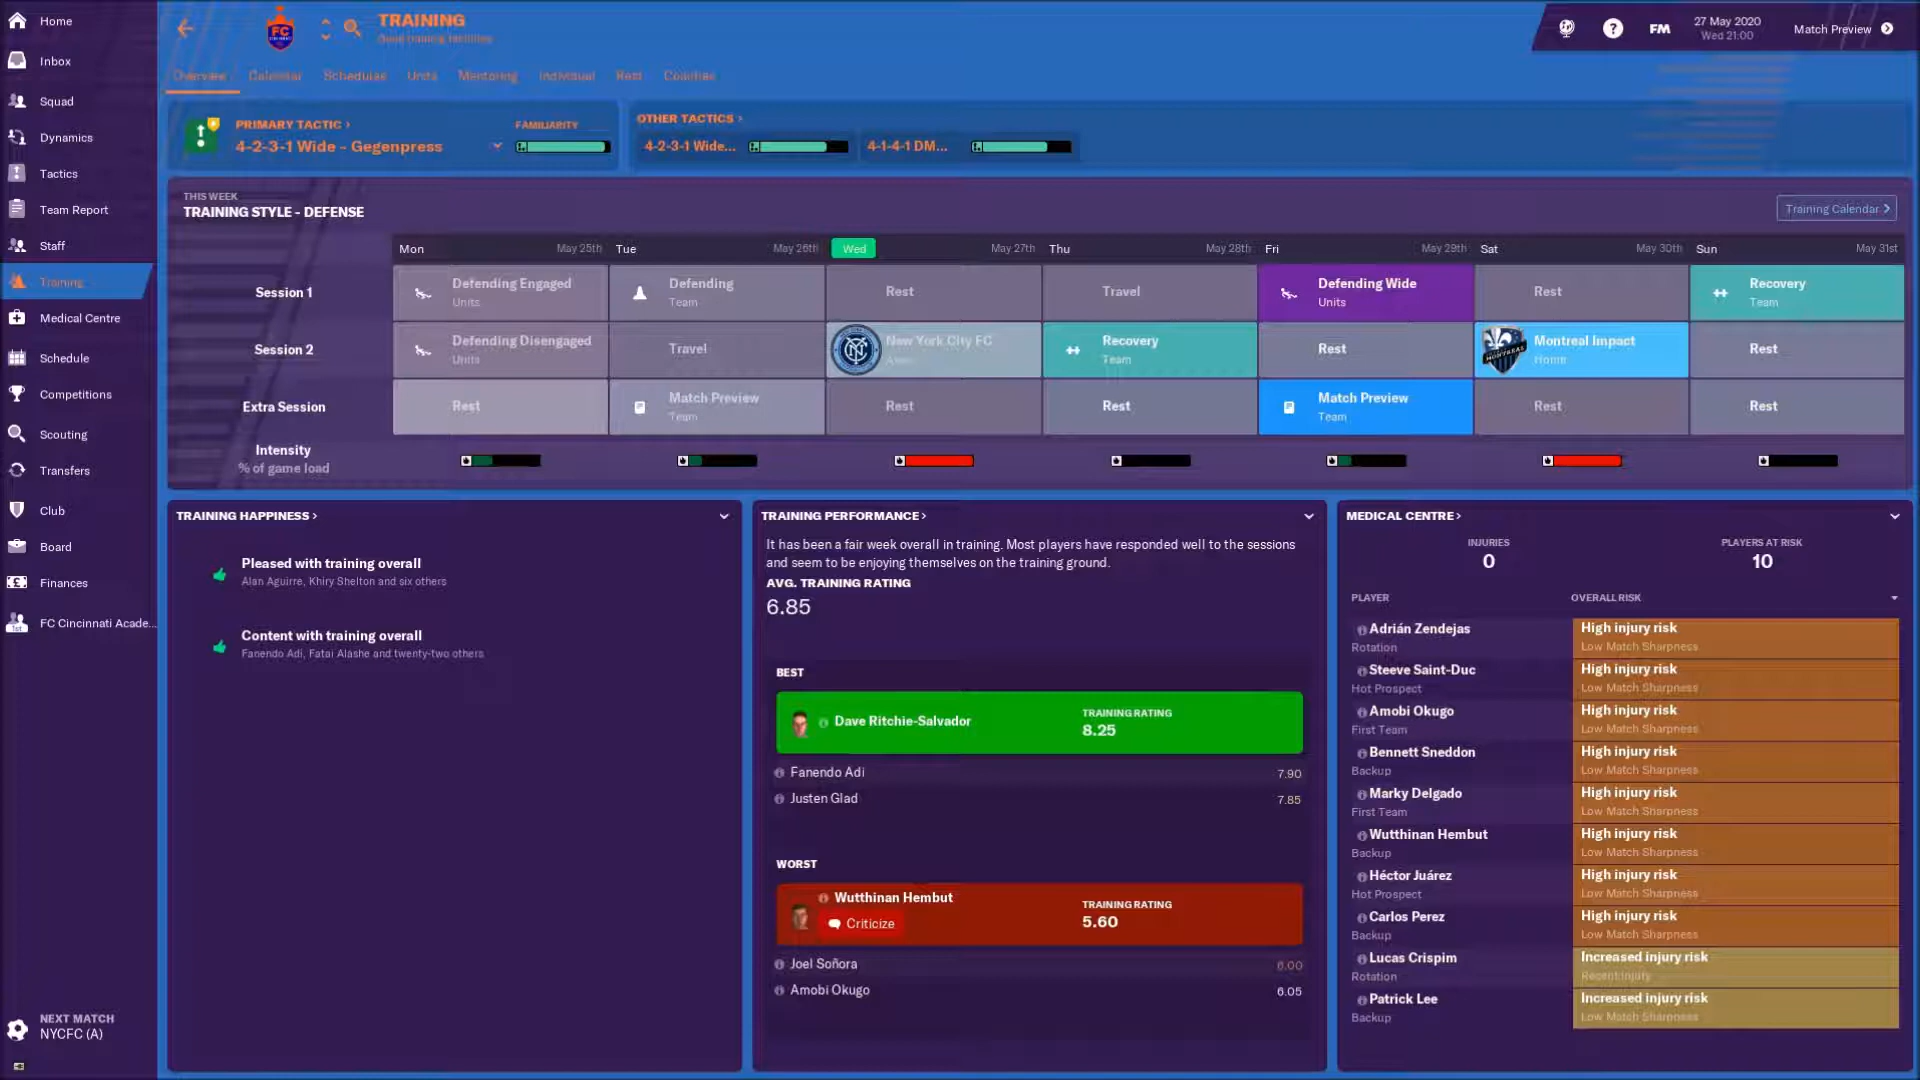 Home
Inbox
Squad
Dynamics
Tactics
Team Report
Staff
Training
Medical Centre
Schedule
Competitions
Scouting
Transfers
Club
Board
Finances
FC Cincinnati Acade...
NEXT MATCH
NYCFC (A)
FC
TRAINING
Good training facilities
FM
27 May 2020
Wed 21:00
Match Preview
Overview Calendar Schedules Units Mentoring Individual Rest Coaches
PRIMARY TACTIC >
4-2-3-1 Wide - Gegenpress
FAMILIARITY
OTHER TACTICS >
4-2-3-1 Wide...
4-1-4-1 DM...
THIS WEEK
TRAINING STYLE - DEFENSE
Training Calendar >
Mon May 25th Tue May 26th Wed May 27th Thu May 28th Fri May 29th Sat May 30th Sun May 31st
Session 1
Defending Engaged
Units
Defending
Team
Rest
Travel
Defending Wide
Units
Rest
Recovery
Team
Session 2
Defending Disengaged
Units
Travel
New York City FC
Away
Recovery
Team
Rest
Montreal Impact
Home
Rest
Extra Session
Rest
Match Preview
Team
Rest
Rest
Match Preview
Team
Rest
Rest
Intensity
% of game load
TRAINING HAPPINESS >
Pleased with training overall
Alan Aguirre, Khiry Shelton and six others
Content with training overall
Fanendo Adi, Fatai Alashe and twenty-two others
TRAINING PERFORMANCE >
It has been a fair week overall in training. Most players have responded well to the sessions
and seem to be enjoying themselves on the training ground.
AVG. TRAINING RATING
6.85
BEST
Dave Ritchie-Salvador
TRAINING RATING
8.25
Fanendo Adi 7.90
Justen Glad 7.85
WORST
Wutthinan Hembut
Criticize
TRAINING RATING
5.60
Joel Soñora 6.00
Amobi Okugo 6.05
MEDICAL CENTRE >
INJURIES
0
PLAYERS AT RISK
10
PLAYER OVERALL RISK
Adrián Zendejas High injury risk
Rotation Low Match Sharpness
Steeve Saint-Duc High injury risk
Hot Prospect Low Match Sharpness
Amobi Okugo High injury risk
First Team Low Match Sharpness
Bennett Sneddon High injury risk
Backup Low Match Sharpness
Marky Delgado High injury risk
First Team Low Match Sharpness
Wutthinan Hembut High injury risk
Backup Low Match Sharpness
Héctor Juárez High injury risk
Hot Prospect Low Match Sharpness
Carlos Perez High injury risk
Backup Low Match Sharpness
Lucas Crispim Increased injury risk
Rotation Recent Injury
Patrick Lee Increased injury risk
Backup Low Match Sharpness